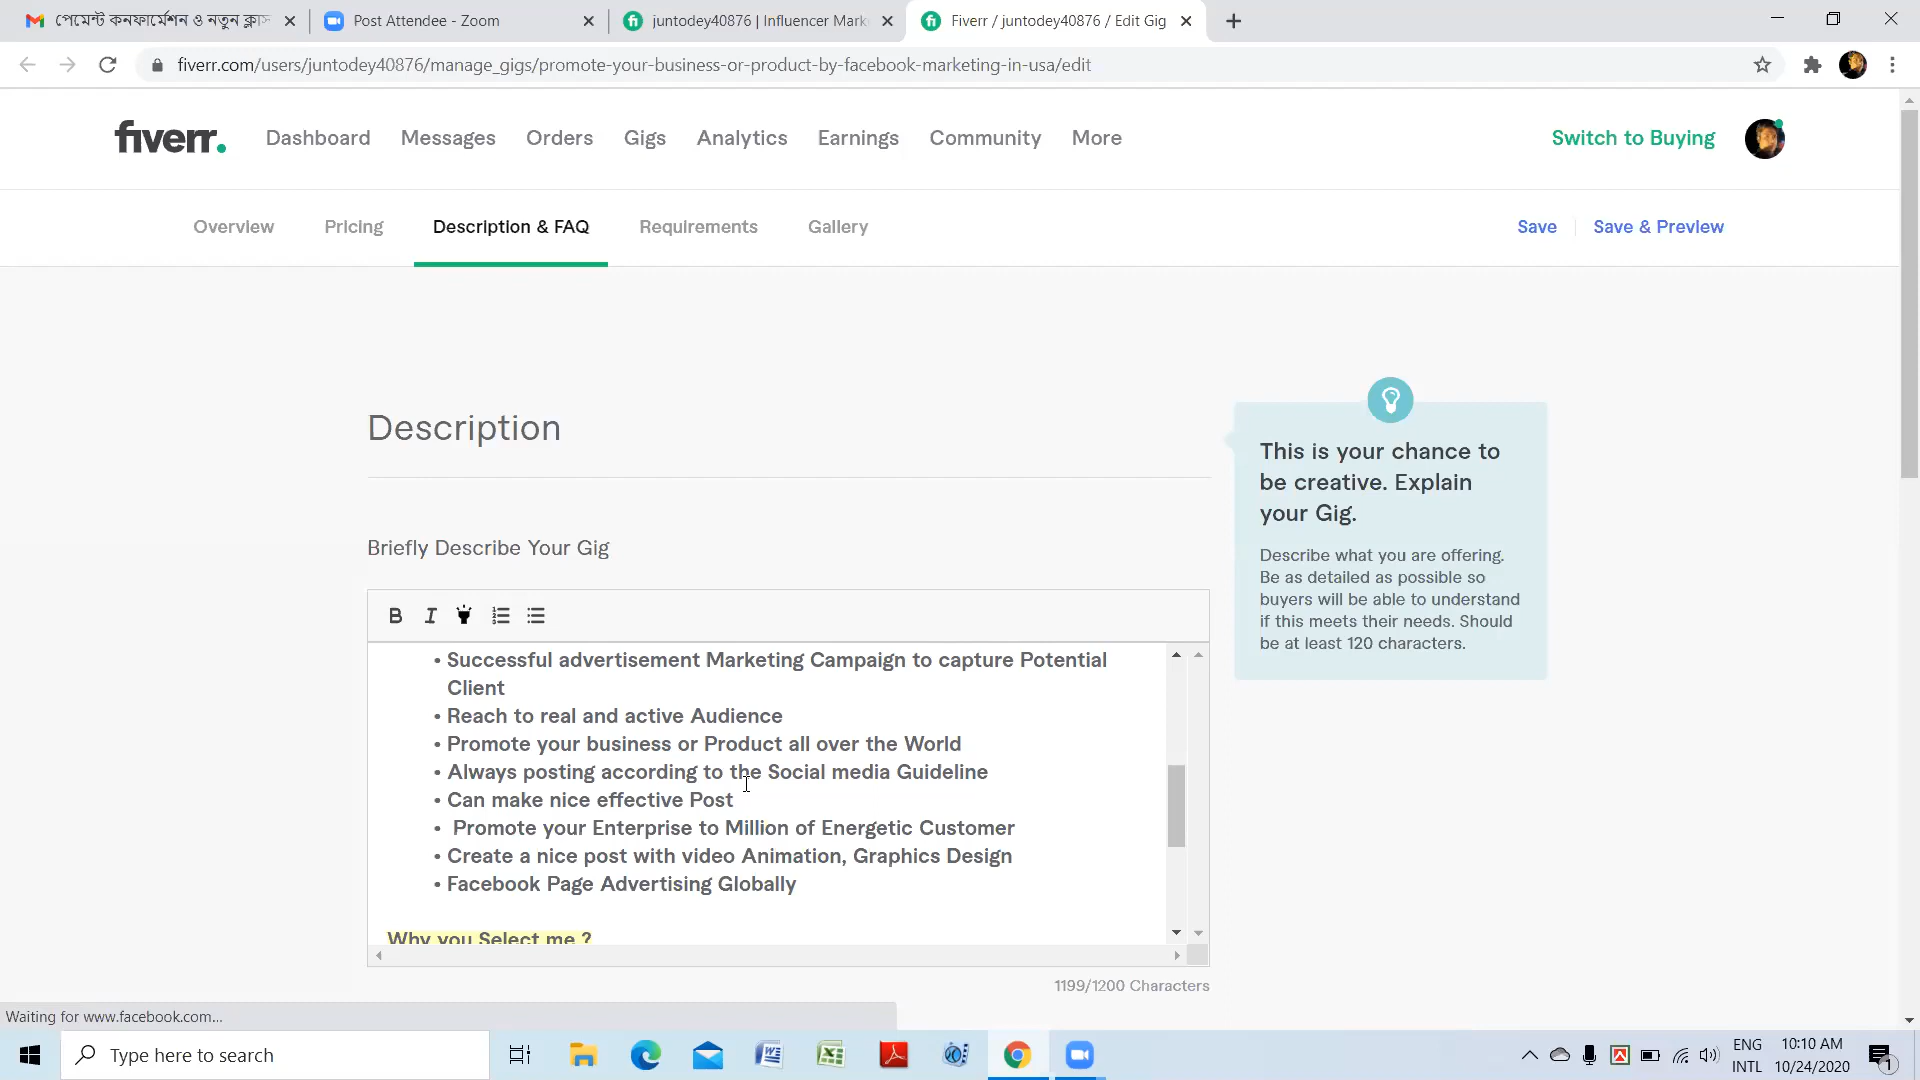 পেমেন্ট কনফার্মেশন ও নতুন ক্লাস
Post Attendee - Zoom
juntodey40876 | Influencer Mark
Fiverr / juntodey40876 / Edit Gig
fiverr.com/users/juntodey40876/manage_gigs/promote-your-business-or-product-by-facebook-marketing-in-usa/edit
fiverr. Dashboard Messages Orders Gigs Analytics Earnings Community More Switch to Buying
Overview Pricing Description & FAQ Requirements Gallery Save Save & Preview
Description
Briefly Describe Your Gig
B I
• Successful advertisement Marketing Campaign to capture Potential
Client
• Reach to real and active Audience
• Promote your business or Product all over the World
• Always posting according to the Social media Guideline
• Can make nice effective Post
• Promote your Enterprise to Million of Energetic Customer
• Create a nice post with video Animation, Graphics Design
• Facebook Page Advertising Globally
Why you Select me ?
1199/1200 Characters
This is your chance to
be creative. Explain
your Gig.
Describe what you are offering.
Be as detailed as possible so
buyers will be able to understand
if this meets their needs. Should
be at least 120 characters.
Waiting for www.facebook.com...
Type here to search
ENG
INTL
10:10 AM
10/24/2020
1